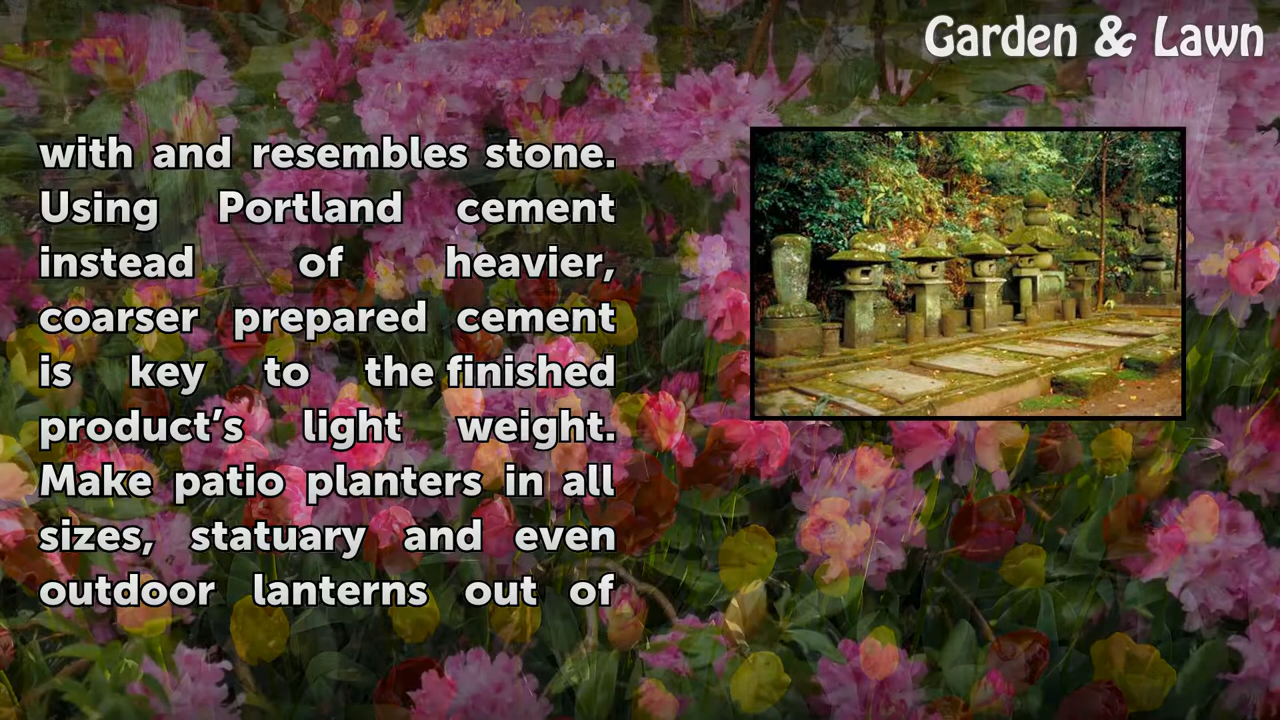 Garden & Lawn
with and resembles stone.
Using Portland cement
instead of heavier,
coarser prepared cement
is key to the finished
product’s light weight.
Make patio planters in all
sizes, statuary and even
outdoor lanterns out of